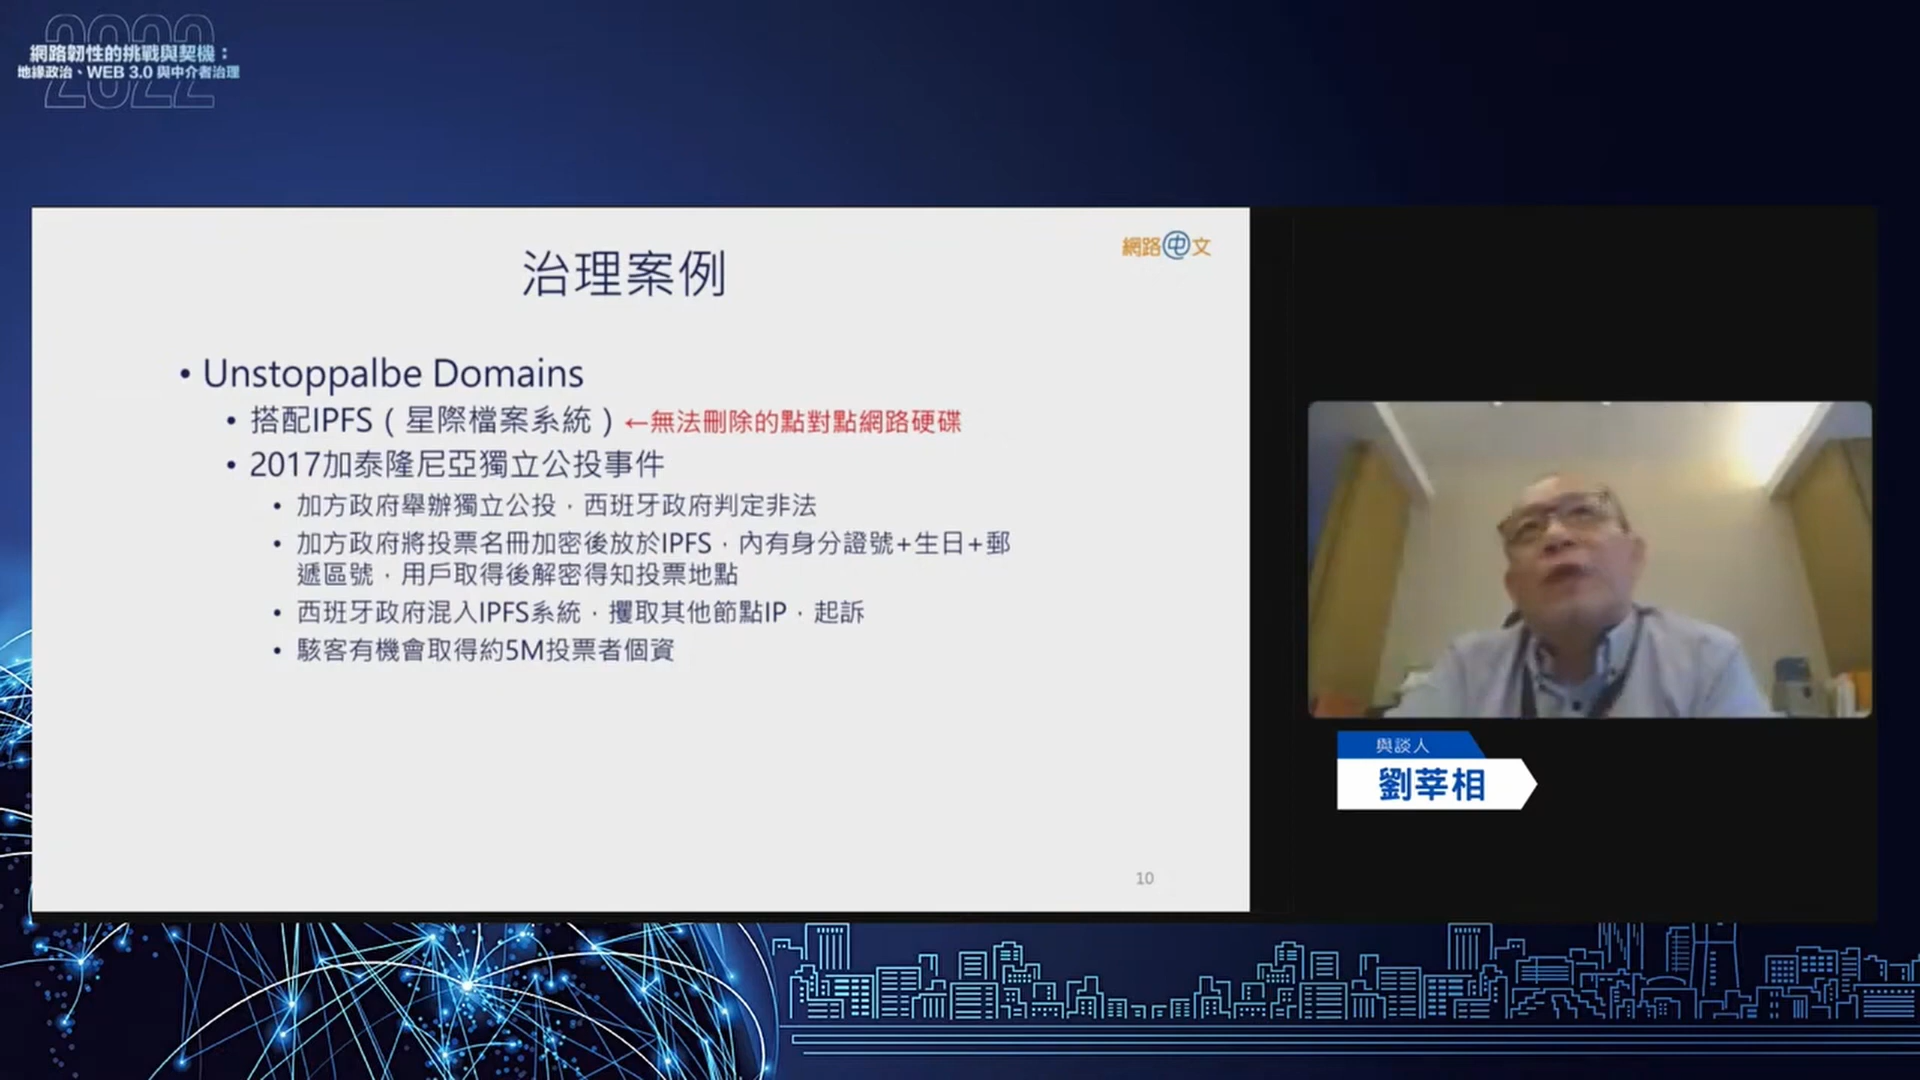 2022
網路韌性的挑戰與契機：
地緣政治、WEB 3.0 與中介者治理
網路中文
治理案例
• Unstoppalbe Domains
• 搭配IPFS（星際檔案系統）←無法刪除的點對點網路硬碟
• 2017加泰隆尼亞獨立公投事件
• 加方政府舉辦獨立公投，西班牙政府判定非法
• 加方政府將投票名冊加密後放於IPFS，內有身分證號+生日+郵
遞區號，用戶取得後解密得知投票地點
• 西班牙政府混入IPFS系統，攫取其他節點IP，起訴
• 駭客有機會取得約5M投票者個資
10
與談人
劉莘相